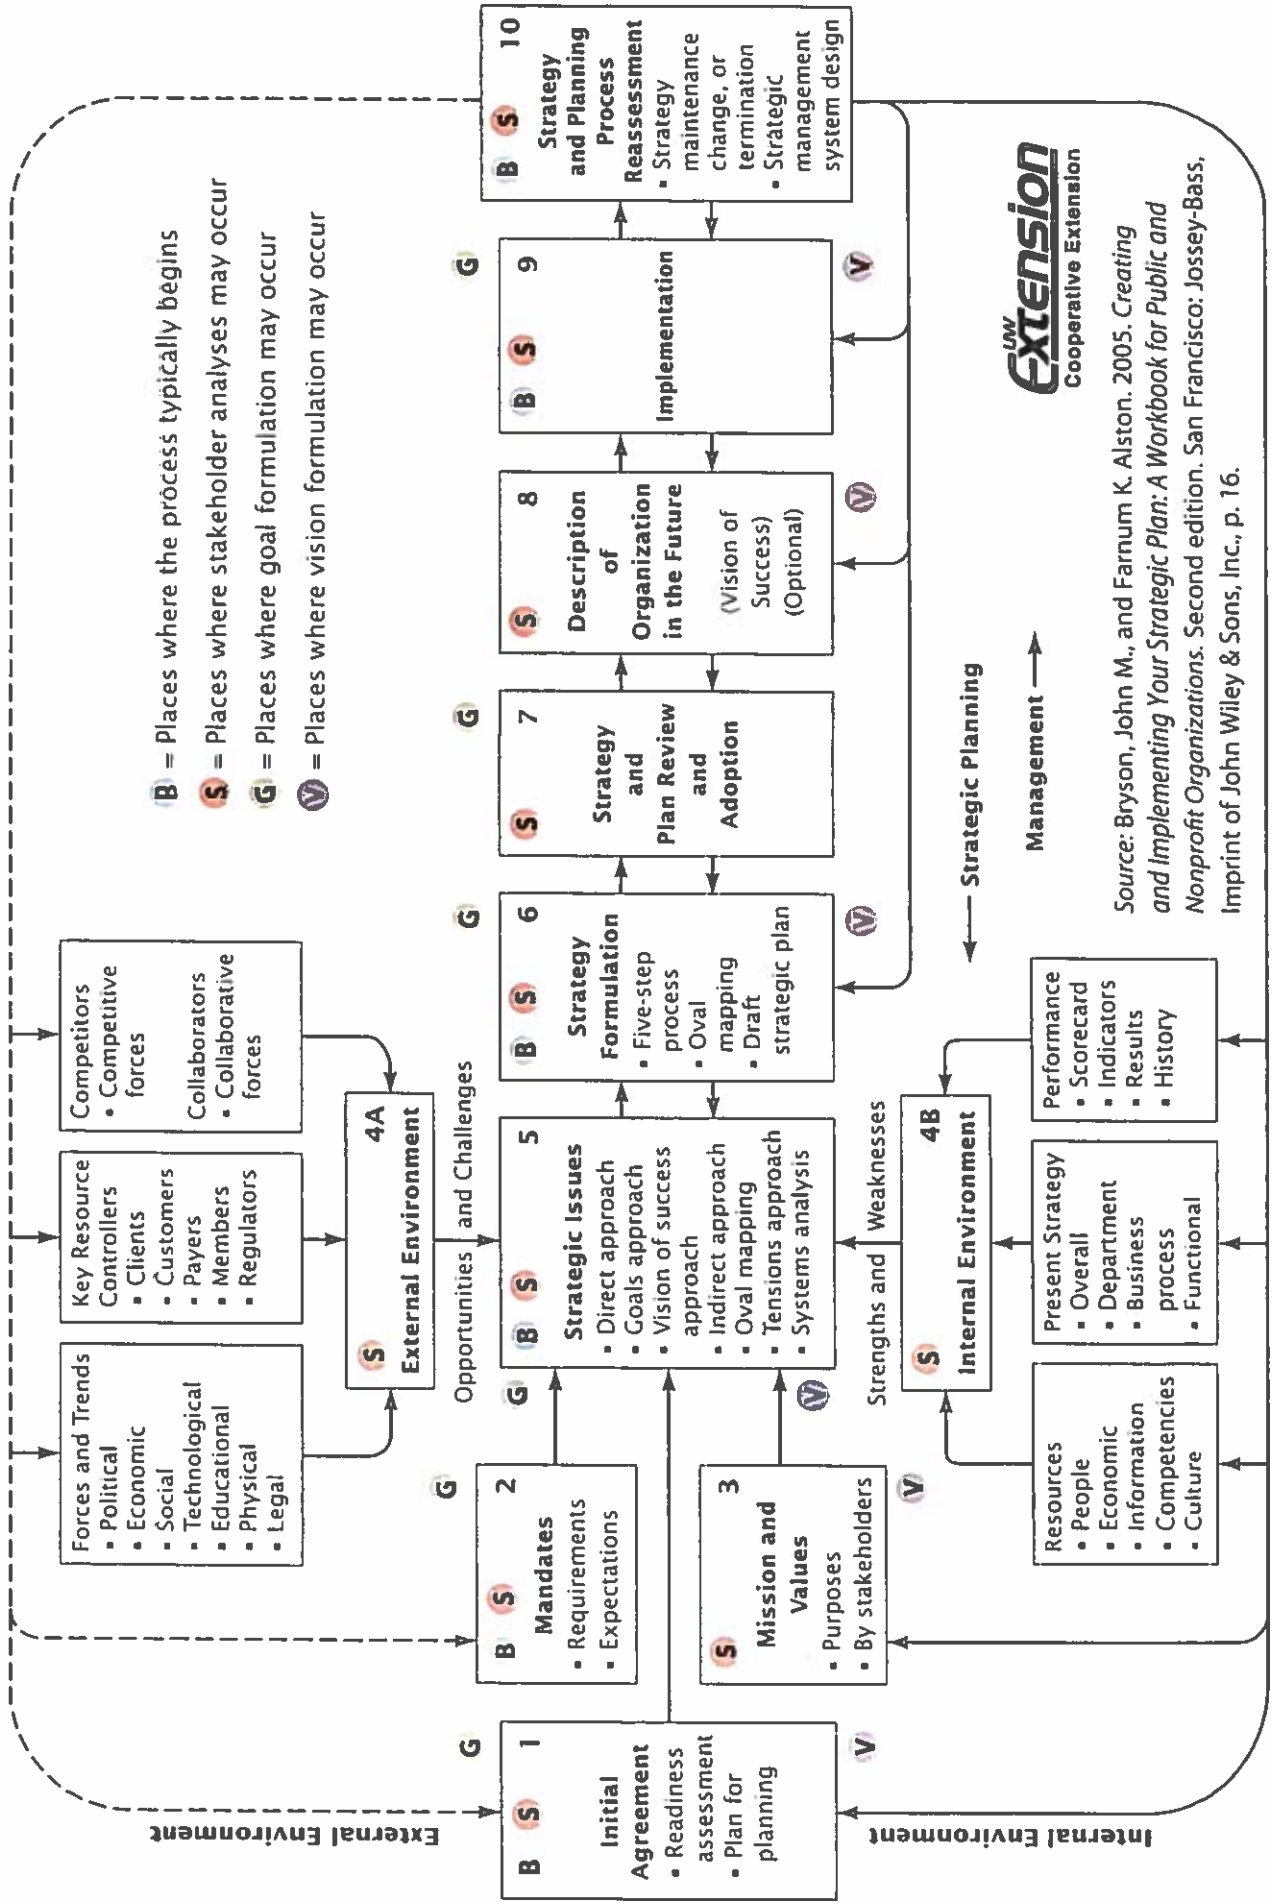 B = Places where the process typically begins
S = Places where stakeholder analyses may occur
G = Places where goal formulation may occur
V = Places where vision formulation may occur
External Environment
Internal Environment
Forces and Trends
▪ Political
▪ Economic
▪ Social
▪ Technological
▪ Educational
▪ Physical
▪ Legal
Key Resource
Controllers
▪ Clients
▪ Customers
▪ Payers
▪ Members
▪ Regulators
Competitors
▪ Competitive
forces
Collaborators
▪ Collaborative
forces
S 4A
External Environment
Opportunities and Challenges
G
B S 1
Initial
Agreement
▪ Readiness
assessment
▪ Plan for
planning
V
G
B S 2
Mandates
▪ Requirements
▪ Expectations
S 3
Mission and
Values
▪ Purposes
▪ By stakeholders
V
G
B S 5
Strategic Issues
▪ Direct approach
▪ Goals approach
▪ Vision of success
approach
▪ Indirect approach
▪ Oval mapping
▪ Tensions approach
▪ Systems analysis
V
G
B S 6
Strategy
Formulation
▪ Five-step
process
▪ Oval
mapping
▪ Draft
strategic plan
V
G
S 7
Strategy
and
Plan Review
and
Adoption
S 8
Description
of
Organization
in the Future
(Vision of
Success)
(Optional)
V
G
B S 9
Implementation
V
B S 10
Strategy
and Planning
Process
Reassessment
▪ Strategy
maintenance
change, or
termination
▪ Strategic
management
system design
Strengths and Weaknesses
S 4B
Internal Environment
Resources
▪ People
▪ Economic
▪ Information
▪ Competencies
▪ Culture
Present Strategy
▪ Overall
▪ Department
▪ Business
process
▪ Functional
Performance
▪ Scorecard
▪ Indicators
▪ Results
▪ History
Strategic Planning
Management
UW
Extension
Cooperative Extension
Source: Bryson, John M., and Farnum K. Alston. 2005. Creating
and Implementing Your Strategic Plan: A Workbook for Public and
Nonprofit Organizations. Second edition. San Francisco: Jossey-Bass,
Imprint of John Wiley & Sons, Inc., p. 16.